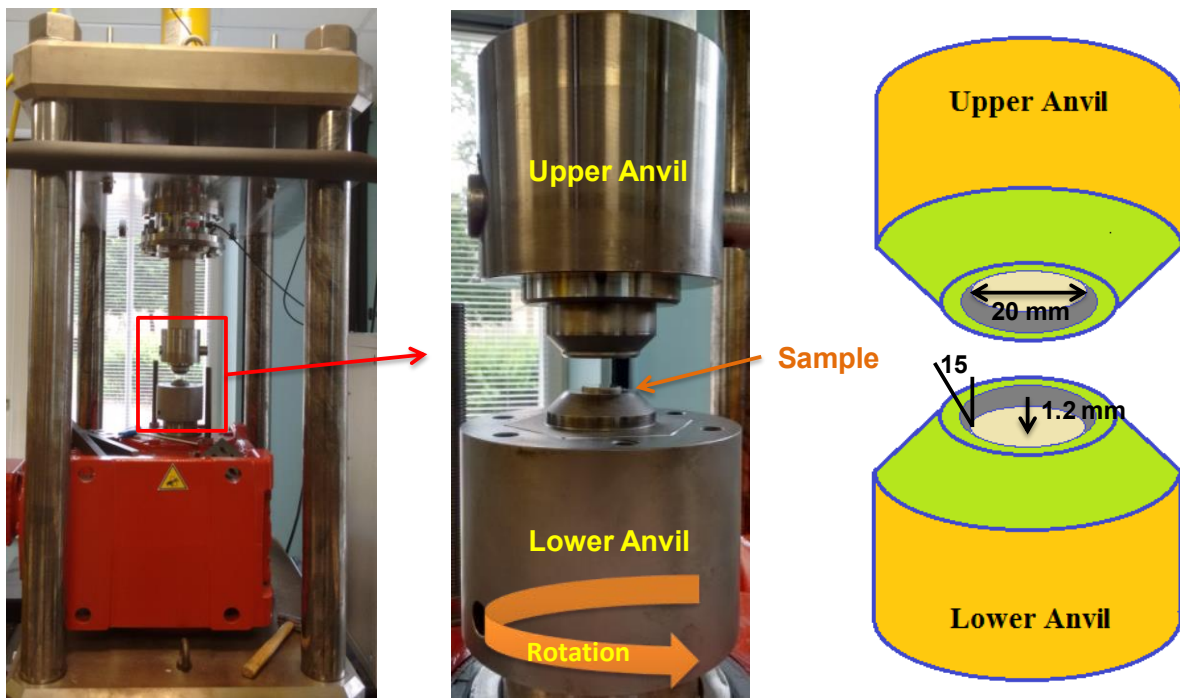 Upper Anvil
Sample
Lower Anvil
Rotation
Upper Anvil
20 mm
15
1.2 mm
Lower Anvil